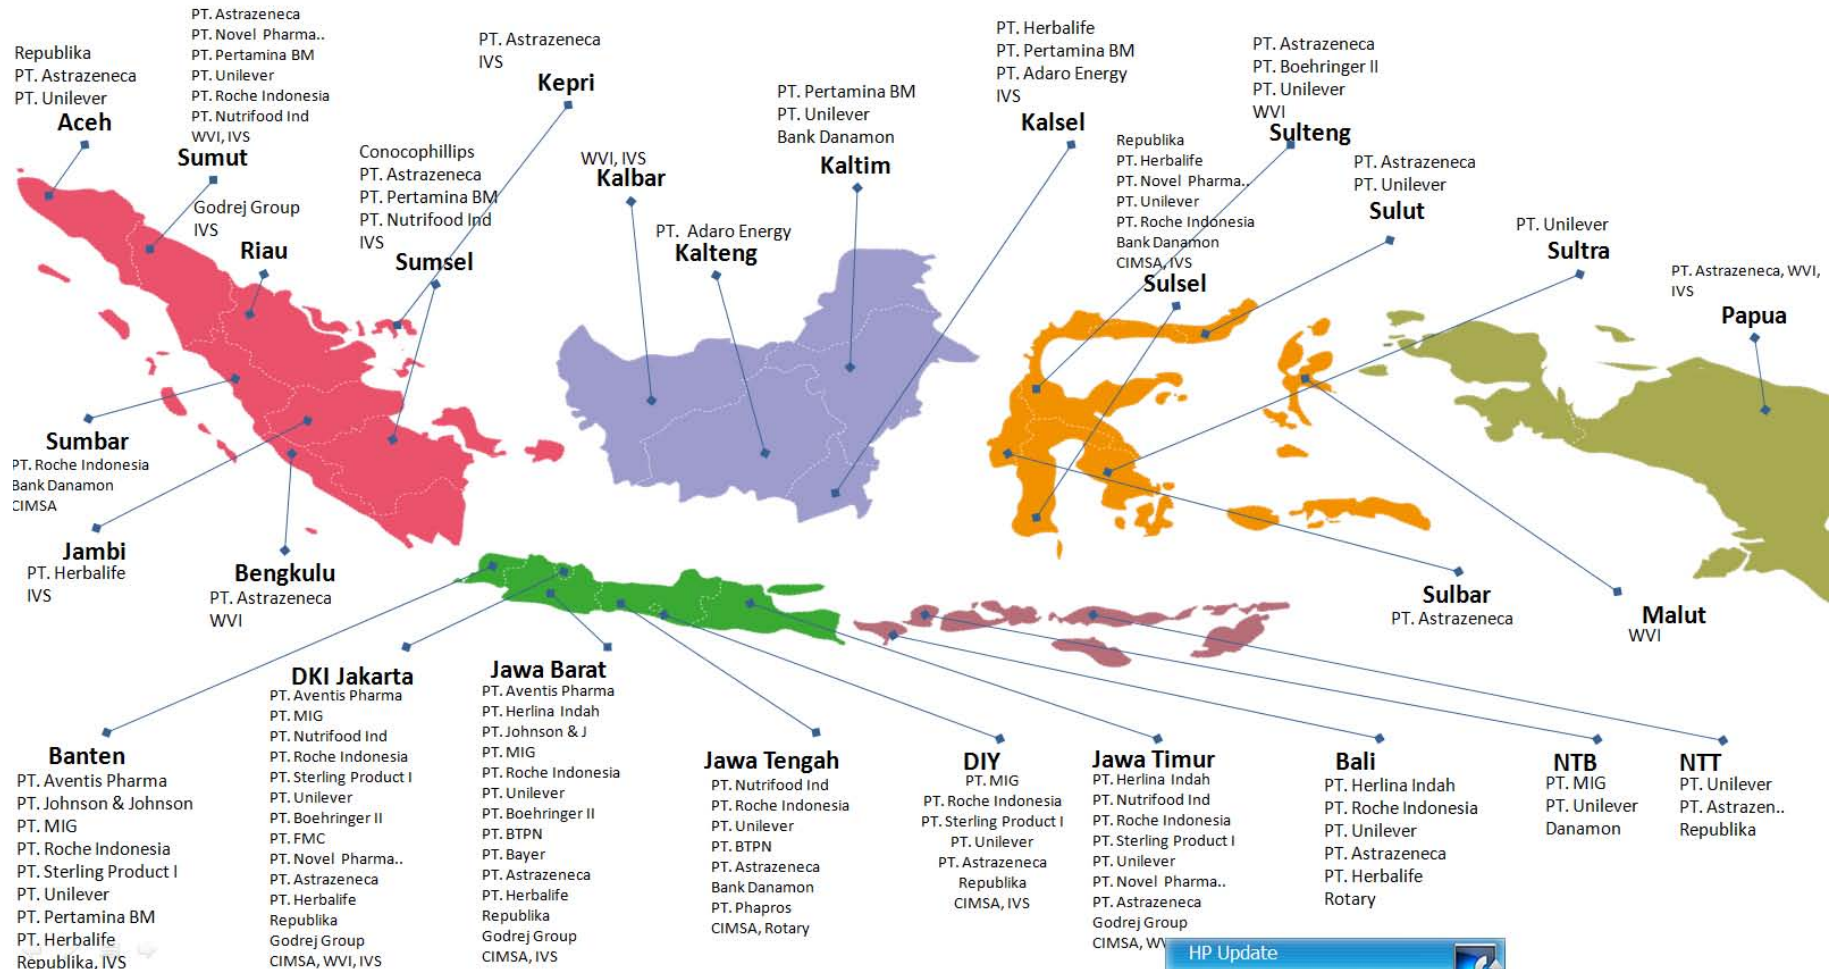 Republika
PT. Astrazeneca
PT. Unilever
Aceh
PT. Astrazeneca
PT. Novel Pharma..
PT. Pertamina BM
PT. Unilever
PT. Roche Indonesia
PT. Nutrifood Ind
WVI, IVS
Sumut
Godrej Group
IVS
Riau
Conocophillips
PT. Astrazeneca
PT. Pertamina BM
PT. Nutrifood Ind
IVS
Sumsel
PT. Astrazeneca
IVS
Kepri
WVI, IVS
Kalbar
PT. Adaro Energy
Kalteng
PT. Pertamina BM
PT. Unilever
Bank Danamon
Kaltim
PT. Herbalife
PT. Pertamina BM
PT. Adaro Energy
IVS
Kalsel
Republika
PT. Herbalife
PT. Novel Pharma..
PT. Unilever
PT. Roche Indonesia
Bank Danamon
CIMSA, IVS
Sulsel
PT. Astrazeneca
PT. Boehringer II
PT. Unilever
WVI
Sulteng
PT. Astrazeneca
PT. Unilever
Sulut
PT. Unilever
Sultra
PT. Astrazeneca, WVI,
IVS
Papua
Sumbar
PT. Roche Indonesia
Bank Danamon
CIMSA
Jambi
PT. Herbalife
IVS
Bengkulu
PT. Astrazeneca
WVI
Sulbar
PT. Astrazeneca
Malut
WVI
Banten
PT. Aventis Pharma
PT. Johnson & Johnson
PT. MIG
PT. Roche Indonesia
PT. Sterling Product I
PT. Unilever
PT. Pertamina BM
PT. Herbalife
Republika, IVS
DKI Jakarta
PT. Aventis Pharma
PT. MIG
PT. Nutrifood Ind
PT. Roche Indonesia
PT. Sterling Product I
PT. Unilever
PT. Boehringer II
PT. FMC
PT. Novel Pharma..
PT. Astrazeneca
PT. Herbalife
Republika
Godrej Group
CIMSA, WVI, IVS
Jawa Barat
PT. Aventis Pharma
PT. Herlina Indah
PT. Johnson & J
PT. MIG
PT. Roche Indonesia
PT. Unilever
PT. Boehringer II
PT. BTPN
PT. Bayer
PT. Astrazeneca
PT. Herbalife
Republika
Godrej Group
CIMSA, IVS
Jawa Tengah
PT. Nutrifood Ind
PT. Roche Indonesia
PT. Unilever
PT. BTPN
PT. Astrazeneca
Bank Danamon
PT. Phapros
CIMSA, Rotary
DIY
PT. MIG
PT. Roche Indonesia
PT. Sterling Product I
PT. Unilever
PT. Astrazeneca
Republika
CIMSA, IVS
Jawa Timur
PT. Herlina Indah
PT. Nutrifood Ind
PT. Roche Indonesia
PT. Sterling Product I
PT. Unilever
PT. Novel Pharma..
PT. Astrazeneca
Godrej Group
CIMSA,
Bali
PT. Herlina Indah
PT. Roche Indonesia
PT. Unilever
PT. Astrazeneca
PT. Herbalife
Rotary
NTB
PT. MIG
PT. Unilever
Danamon
NTT
PT. Unilever
PT. Astrazen..
Republika
HP Update